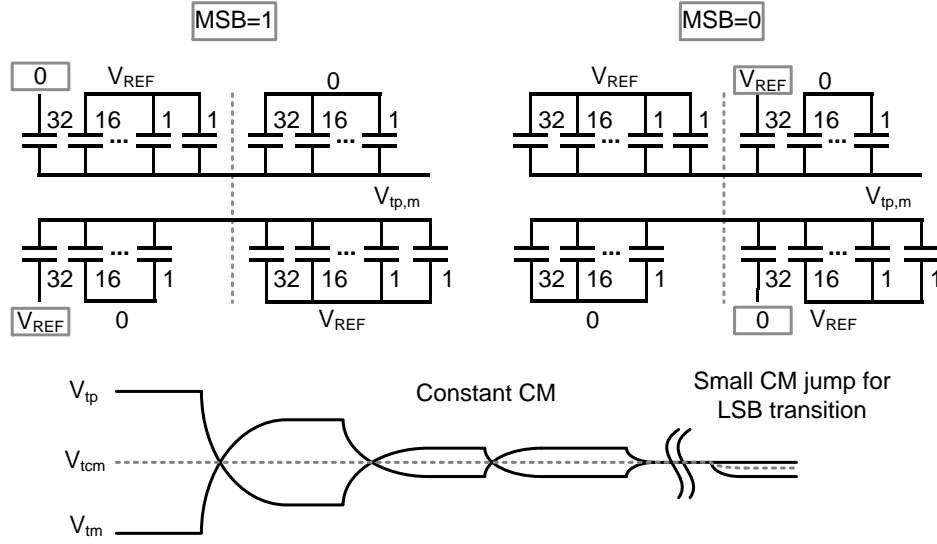 MSB=1 MSB=0
0 V_REF 0 V_REF V_REF 0
32 16 ... 1 1 32 16 ... 1 32 16 ... 1 1 32 16 ... 1
V_tp,m V_tp,m
... ... ... ...
32 16 1 32 16 1 1 32 16 1 32 16 1 1
V_REF 0 V_REF 0 0 V_REF
V_tp Constant CM Small CM jump for
LSB transition
V_tcm
V_tm